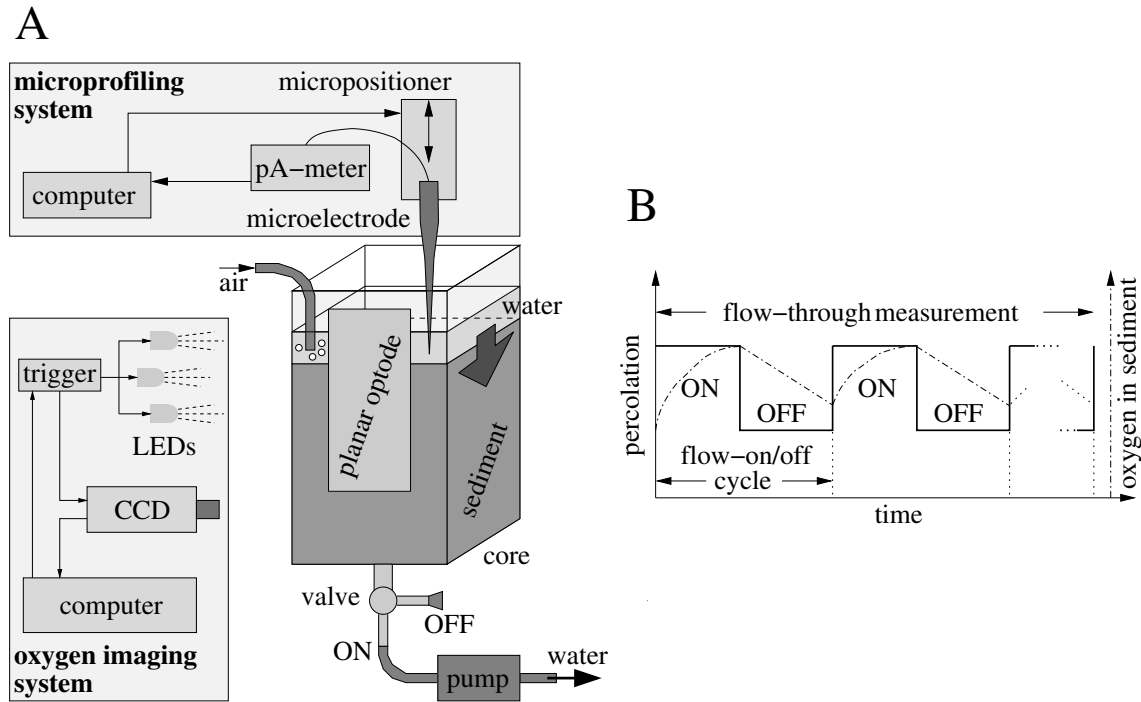 A
microprofiling
system
micropositioner
pA−meter
computer
microelectrode
air
water
trigger
LEDs
CCD
computer
oxygen imaging
system
planar optode
sediment
core
valve
OFF
ON
pump
water
B
flow−through measurement
ON
OFF
ON
OFF
flow−on/off
cycle
percolation
oxygen in sediment
time